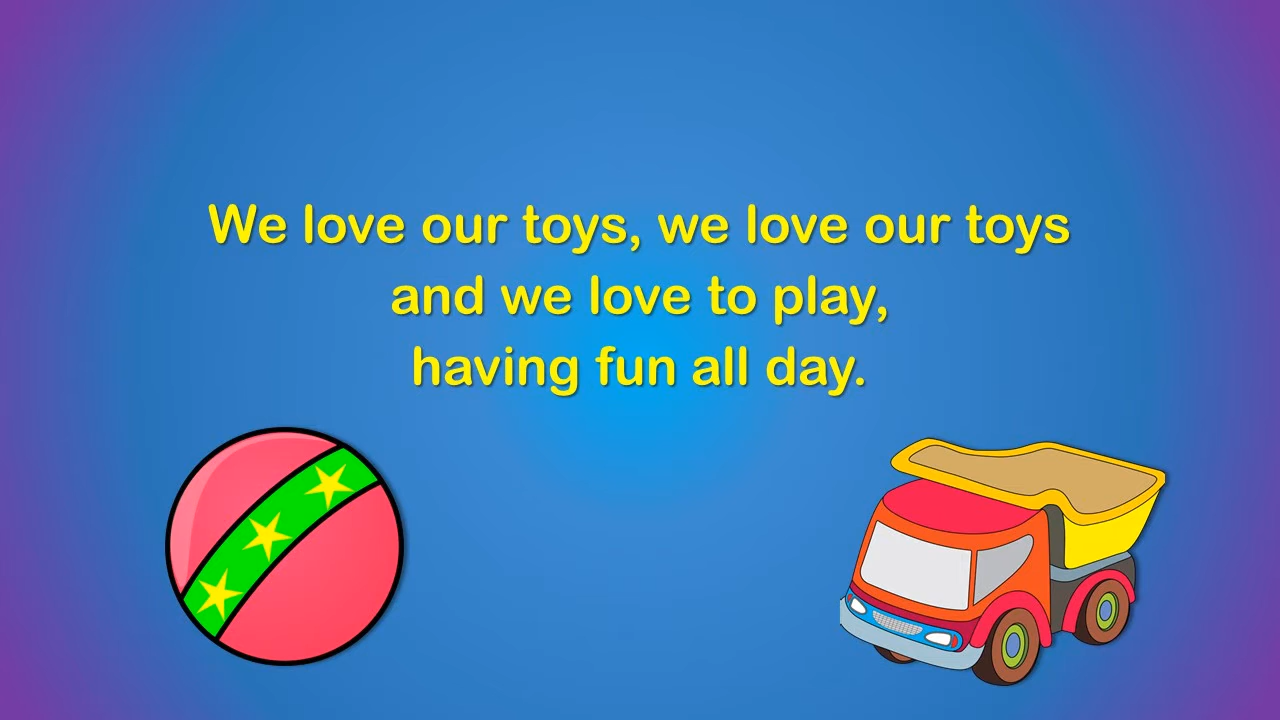 We love our toys, we love our toys
and we love to play,
having fun all day.